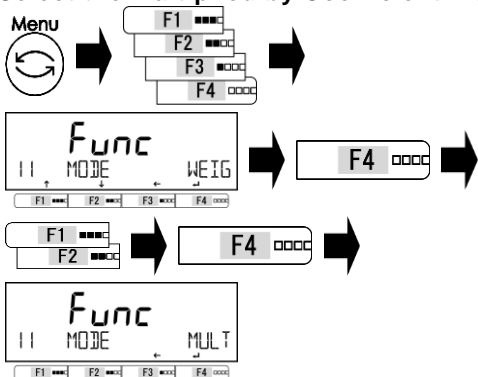 Menu
F1
F2
F3
F4
Func
11 MODE WEIG
F1 F2 F3 F4
F4
F1
F2
F4
Func
11 MODE MULT
F1 F2 F3 F4